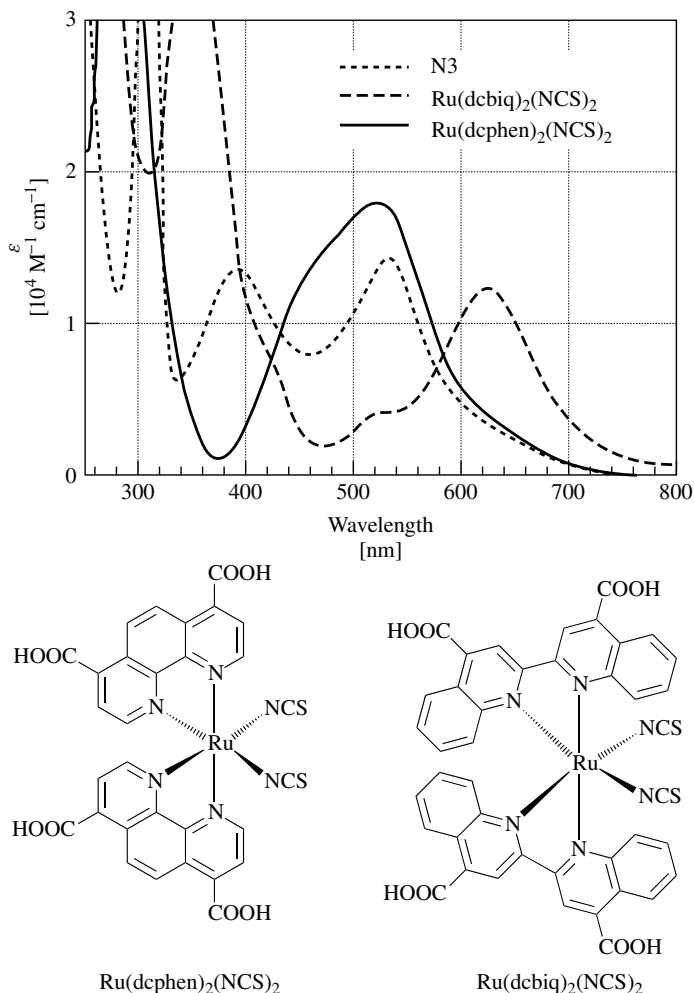 3
2
1
0
ε
[10⁴ M⁻¹ cm⁻¹]
N3
Ru(dcbiq)₂(NCS)₂
Ru(dcphen)₂(NCS)₂
300 400 500 600 700 800
Wavelength
[nm]
COOH
HOOC
N
N
NCS
Ru
NCS
N
N
HOOC
COOH
Ru(dcphen)₂(NCS)₂
COOH
HOOC
N
N
NCS
Ru
NCS
N
N
HOOC
COOH
Ru(dcbiq)₂(NCS)₂